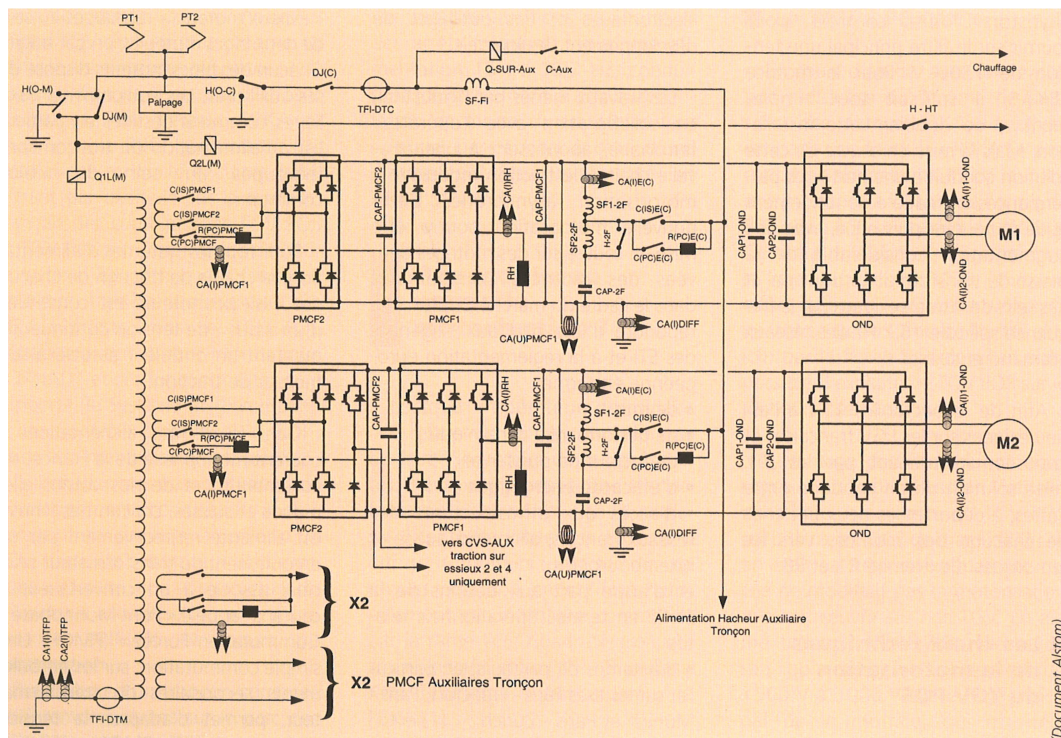 PT1
PT2
H(O-M)
DJ(M)
Palpage
H(O-C)
DJ(C)
TFI-DTC
SF-FI
Q-SUR-Aux
C-Aux
Chauffage
H - HT
Q1L(M)
Q2L(M)
C(IS)PMCF1
C(IS)PMCF2
R(PC)PMCF
C(PC)PMCF
CA(I)PMCF1
PMCF2
CAP-PMCF2
PMCF1
CA(I)RH
RH
CAP-PMCF1
CA(I)E(C)
SF1-2F
SF2-2F
H-2F
C(IS)E(C)
R(PC)E(C)
C(PC)E(C)
CAP-2F
CA(U)PMCF1
CA(I)DIFF
CAP1-OND
CAP2-OND
OND
CA(I)1-OND
CA(I)2-OND
M1
C(IS)PMCF1
C(IS)PMCF2
R(PC)PMCF
C(PC)PMCF
CA(I)PMCF1
PMCF2
CAP-PMCF2
PMCF1
CA(I)RH
RH
CAP-PMCF1
CA(I)E(C)
SF1-2F
SF2-2F
H-2F
C(IS)E(C)
R(PC)E(C)
C(PC)E(C)
CAP-2F
CA(U)PMCF1
CA(I)DIFF
CAP1-OND
CAP2-OND
OND
CA(I)1-OND
CA(I)2-OND
M2
vers CVS-AUX
traction sur
essieux 2 et 4
uniquement
Alimentation Hacheur Auxiliaire
Tronçon
X2
X2 PMCF Auxiliaires Tronçon
CA1(I)TFP
CA2(I)TFP
TFI-DTM
(Document Alstom)